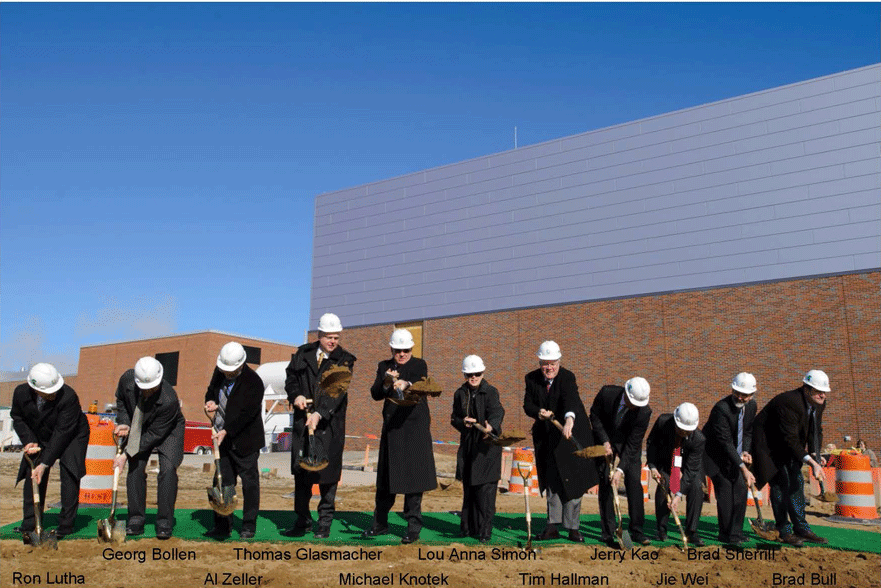 Georg Bollen Thomas Glasmacher Lou Anna Simon Jerry Kao Brad Sherrill
Ron Lutha Al Zeller Michael Knotek Tim Hallman Jie Wei Brad Bull